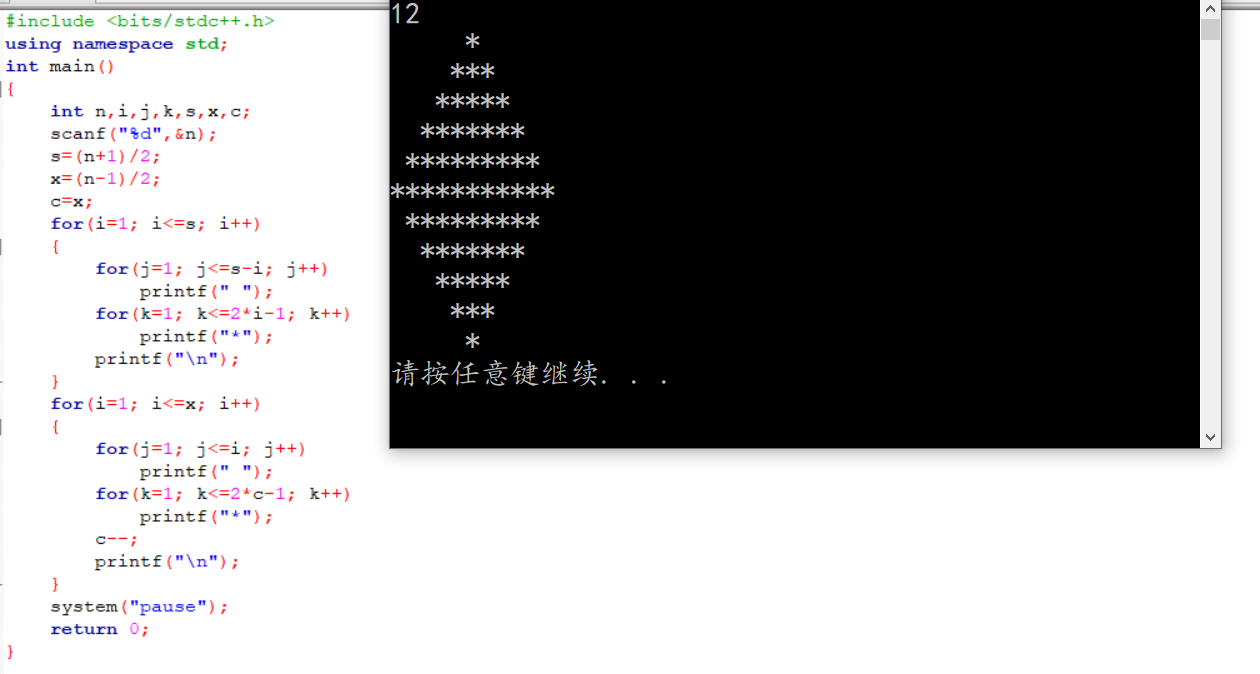 #include <bits/stdc++.h>
using namespace std;
int main()
{
    int n,i,j,k,s,x,c;
    scanf("%d",&n);
    s=(n+1)/2;
    x=(n-1)/2;
    c=x;
    for(i=1; i<=s; i++)
    {
        for(j=1; j<=s-i; j++)
            printf(" ");
        for(k=1; k<=2*i-1; k++)
            printf("*");
        printf("\n");
    }
    for(i=1; i<=x; i++)
    {
        for(j=1; j<=i; j++)
            printf(" ");
        for(k=1; k<=2*c-1; k++)
            printf("*");
        c--;
        printf("\n");
    }
    system("pause");
    return 0;
}
12
     *
    ***
   *****
  *******
 *********
***********
 *********
  *******
   *****
    ***
     *
请按任意键继续. . .